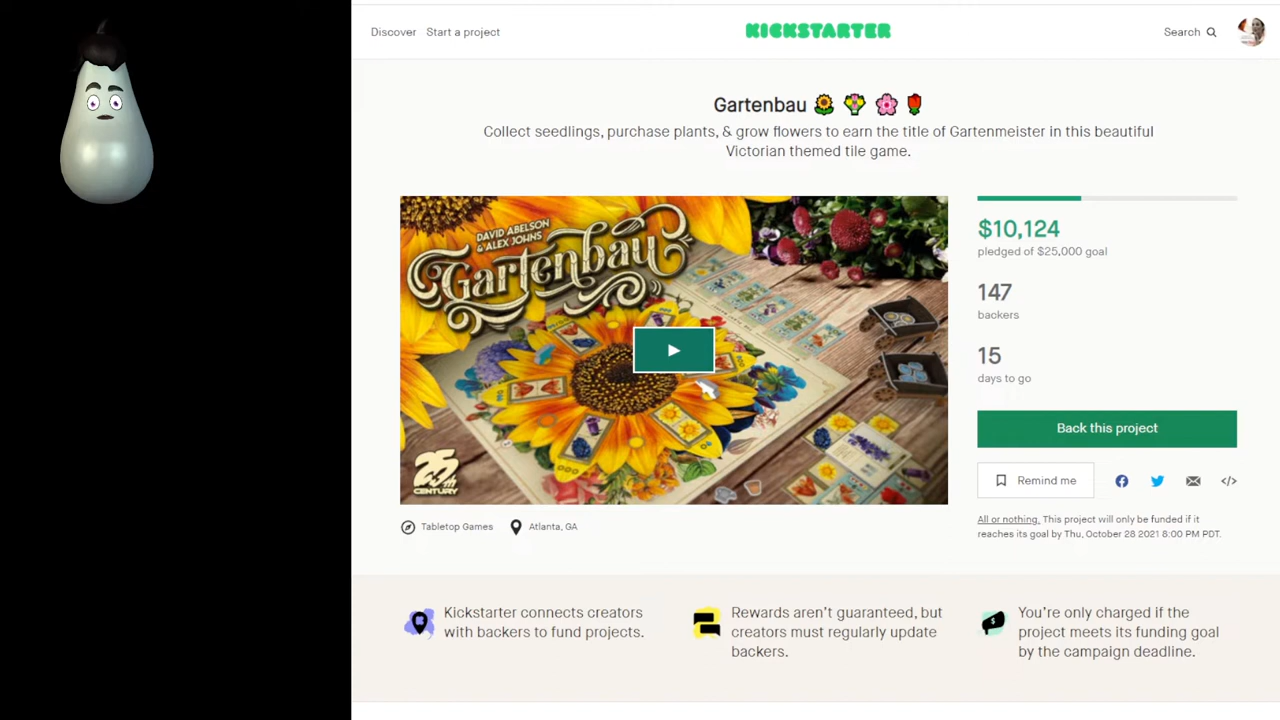 Discover Start a project
KICKSTARTER
Search
Gartenbau
Collect seedlings, purchase plants, & grow flowers to earn the title of Gartenmeister in this beautiful
Victorian themed tile game.
DAVID ABELSON
& ALEX JOHNS
Gartenbau
25th
CENTURY
$10,124
pledged of $25,000 goal
147
backers
15
days to go
Back this project
Remind me
</>
All or nothing. This project will only be funded if it
reaches its goal by Thu, October 28 2021 8:00 PM PDT.
Tabletop Games
Atlanta, GA
Kickstarter connects creators
with backers to fund projects.
Rewards aren't guaranteed, but
creators must regularly update
backers.
You're only charged if the
project meets its funding goal
by the campaign deadline.